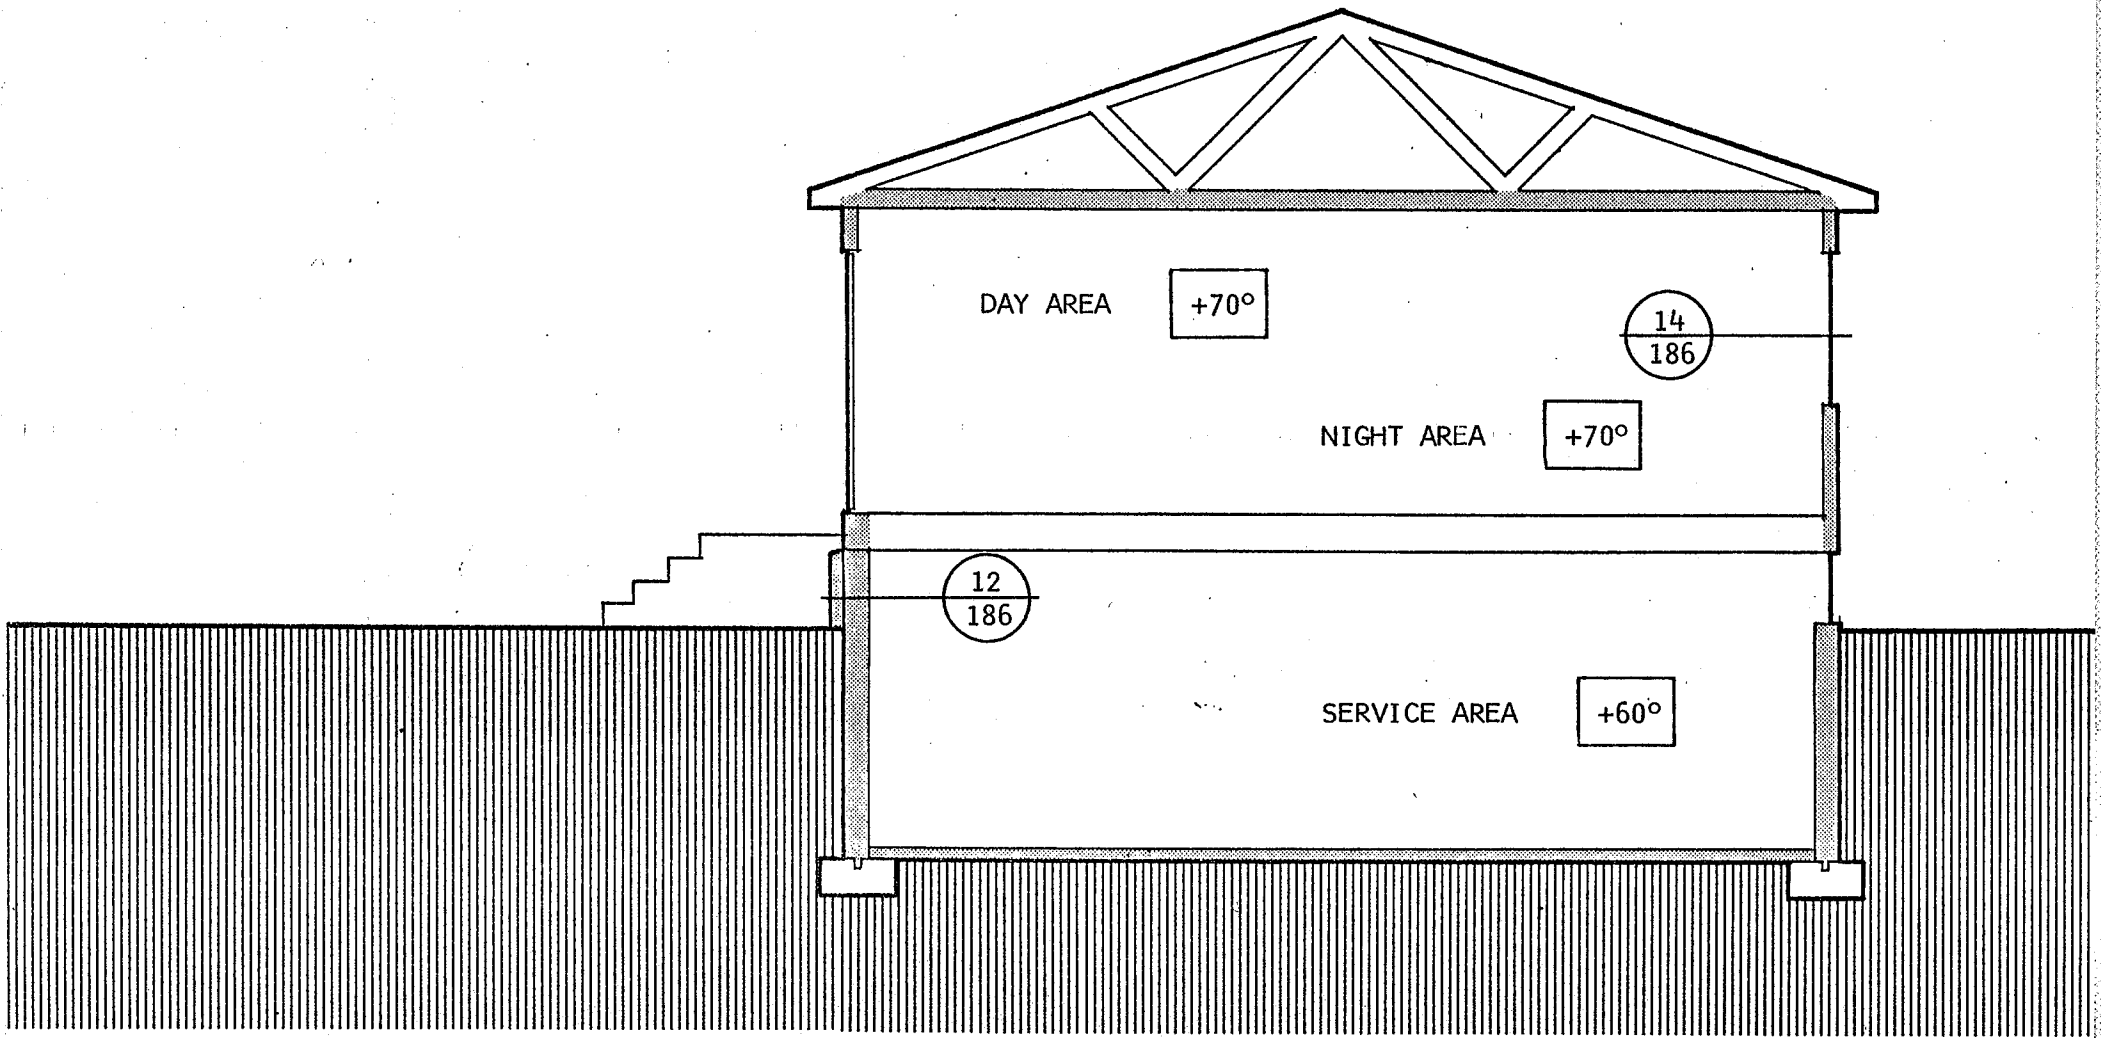 DAY AREA +70°
14
186
NIGHT AREA +70°
12
186
SERVICE AREA +60°